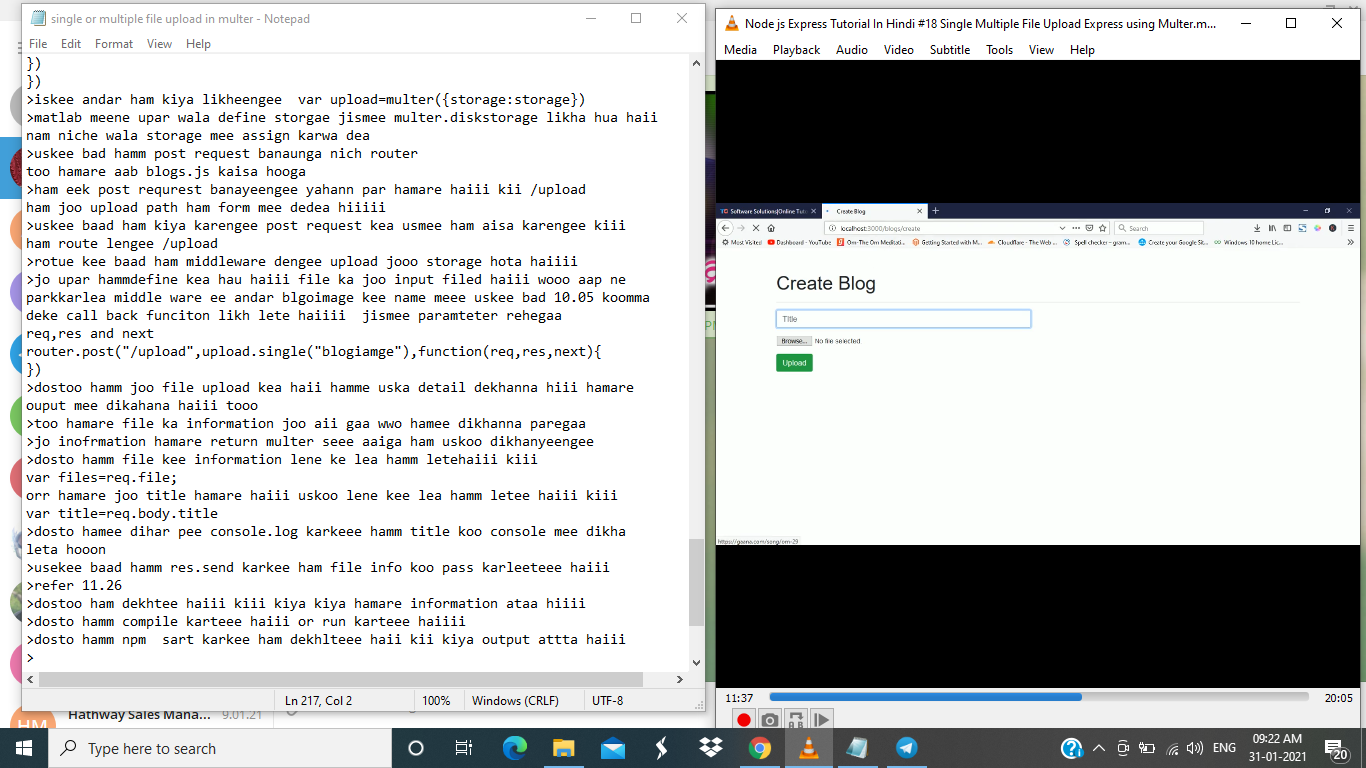 single or multiple file upload in multer - Notepad
File Edit Format View Help
})
})
>iskee andar ham kiya likheengee  var upload=multer({storage:storage})
>matlab meene upar wala define storgae jismee multer.diskstorage likha hua haii
nam niche wala storage mee assign karwa dea
>uskee bad hamm post request banaunga nich router
too hamare aab blogs.js kaisa hooga
>ham eek post requrest banayeengee yahann par hamare haiii kii /upload
ham joo upload path ham form mee dedea hiiiii
>uskee baad ham kiya karengee post request kea usmee ham aisa karengee kiii
ham route lengee /upload
>rotue kee baad ham middleware dengee upload jooo storage hota haiiii
>jo upar hammdefine kea hau haiii file ka joo input filed haiii wooo aap ne
parkkarlea middle ware ee andar blgoimage kee name meee uskee bad 10.05 koomma
deke call back funciton likh lete haiiii  jismee paramteter rehegaa
req,res and next
router.post("/upload",upload.single("blogiamge"),function(req,res,next){
})
>dostoo hamm joo file upload kea haii hamme uska detail dekhanna hiii hamare
ouput mee dikahana haiii tooo
>too hamare file ka information joo aii gaa wwo hamee dikhanna paregaa
>jo inofrmation hamare return multer seee aaiga ham uskoo dikhanyeengee
>dosto hamm file kee information lene ke lea hamm letehaiii kiii
var files=req.file;
orr hamare joo title hamare haiii uskoo lene kee lea hamm letee haiii kiii
var title=req.body.title
>dosto hamee dihar pee console.log karkeee hamm title koo console mee dikha
leta hooon
>usekee baad hamm res.send karkee ham file info koo pass karleeteee haiii
>refer 11.26
>dostoo ham dekhtee haiii kiii kiya kiya hamare information ataa hiiii
>dosto hamm compile karteee haiii or run karteee haiiii
>dosto hamm npm  sart karkee ham dekhlteee haii kii kiya output attta haiii
>
Ln 217, Col 2 100% Windows (CRLF) UTF-8
Hathway Sales Mana... 9.01.21
HM
Node js Express Tutorial In Hindi #18 Single Multiple File Upload Express using Multer.m...
Media Playback Audio Video Subtitle Tools View Help
Software Solutions|Online Tuto Create Blog
localhost:3000/blogs/create Search
Most Visited Dashboard - YouTube Om-The Om Meditati... Getting Started with M... Cloudflare - The Web ... Spell checker – gram... Create your Google Sit... Windows 10 home Lic...
Create Blog
Title
Browse... No file selected.
Upload
https://gaana.com/song/om-29
11:37 20:05
A B
Type here to search
ENG 09:22 AM
31-01-2021
20